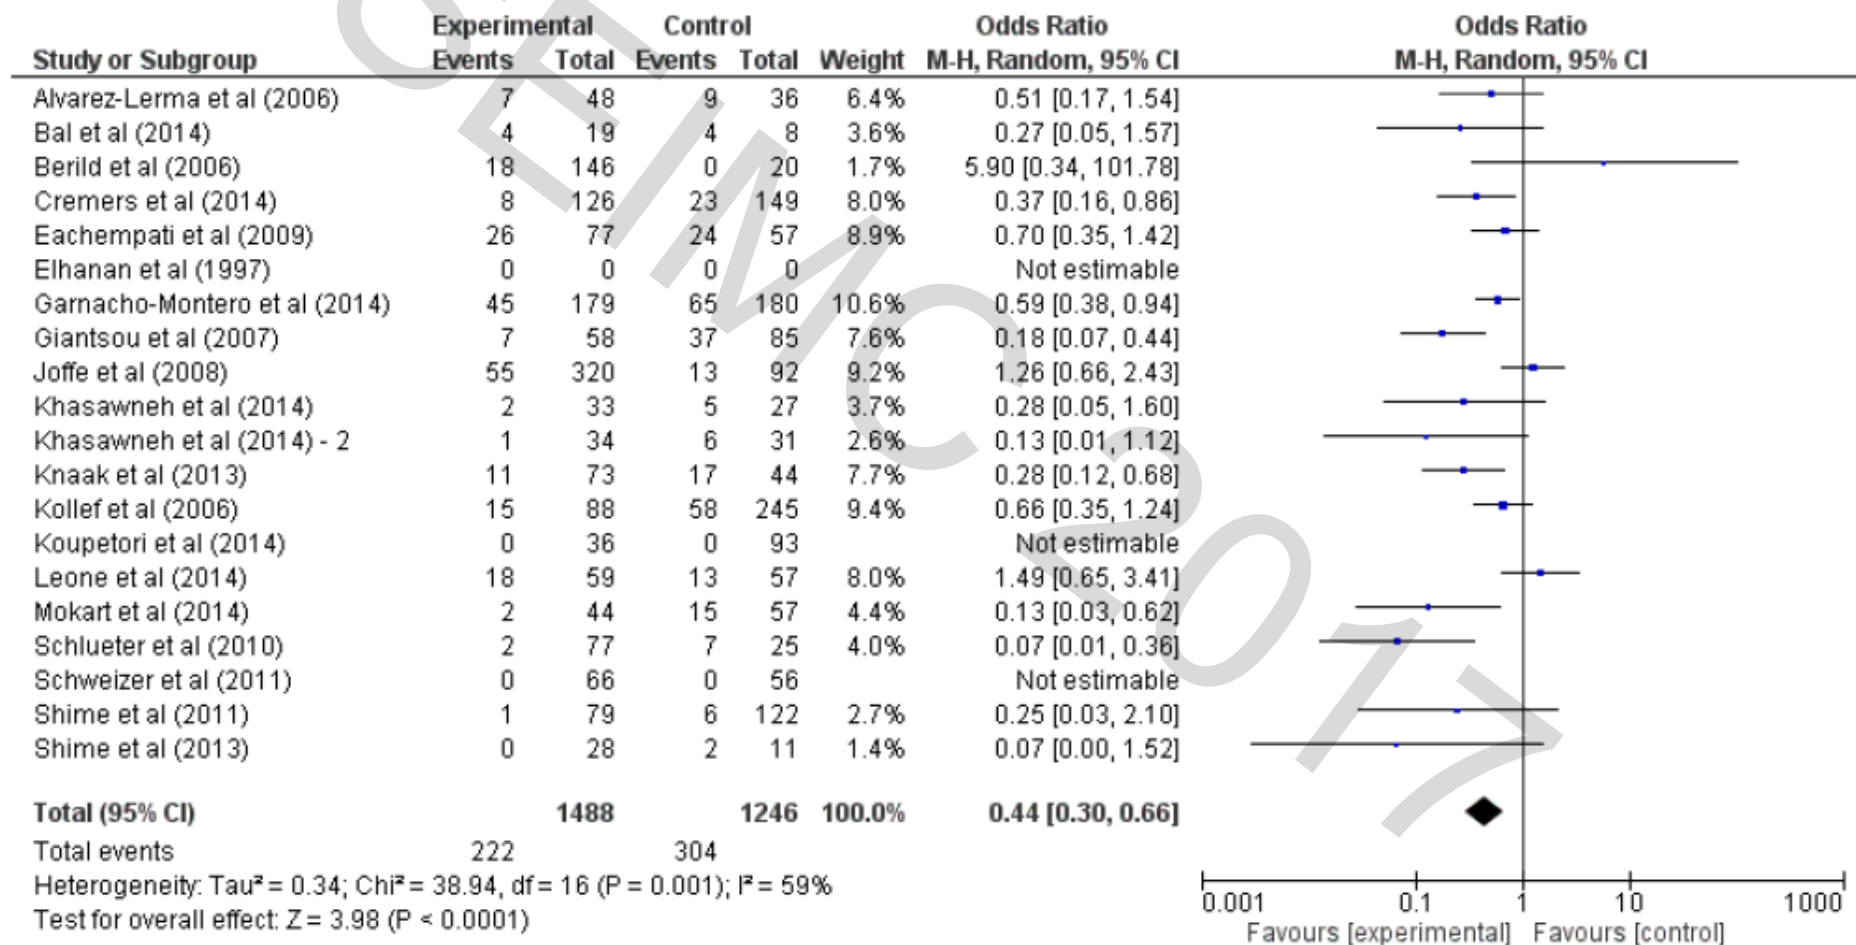 Experimental Control Odds Ratio Odds Ratio
Study or Subgroup Events Total Events Total Weight M-H, Random, 95% CI M-H, Random, 95% CI
Alvarez-Lerma et al (2006) 7 48 9 36 6.4% 0.51 [0.17, 1.54]
Bal et al (2014) 4 19 4 8 3.6% 0.27 [0.05, 1.57]
Berild et al (2006) 18 146 0 20 1.7% 5.90 [0.34, 101.78]
Cremers et al (2014) 8 126 23 149 8.0% 0.37 [0.16, 0.86]
Eachempati et al (2009) 26 77 24 57 8.9% 0.70 [0.35, 1.42]
Elhanan et al (1997) 0 0 0 0 Not estimable
Garnacho-Montero et al (2014) 45 179 65 180 10.6% 0.59 [0.38, 0.94]
Giantsou et al (2007) 7 58 37 85 7.6% 0.18 [0.07, 0.44]
Joffe et al (2008) 55 320 13 92 9.2% 1.26 [0.66, 2.43]
Khasawneh et al (2014) 2 33 5 27 3.7% 0.28 [0.05, 1.60]
Khasawneh et al (2014) - 2 1 34 6 31 2.6% 0.13 [0.01, 1.12]
Knaak et al (2013) 11 73 17 44 7.7% 0.28 [0.12, 0.68]
Kollef et al (2006) 15 88 58 245 9.4% 0.66 [0.35, 1.24]
Koupetori et al (2014) 0 36 0 93 Not estimable
Leone et al (2014) 18 59 13 57 8.0% 1.49 [0.65, 3.41]
Mokart et al (2014) 2 44 15 57 4.4% 0.13 [0.03, 0.62]
Schlueter et al (2010) 2 77 7 25 4.0% 0.07 [0.01, 0.36]
Schweizer et al (2011) 0 66 0 56 Not estimable
Shime et al (2011) 1 79 6 122 2.7% 0.25 [0.03, 2.10]
Shime et al (2013) 0 28 2 11 1.4% 0.07 [0.00, 1.52]
Total (95% CI) 1488 1246 100.0% 0.44 [0.30, 0.66]
Total events 222 304
Heterogeneity: Tau² = 0.34; Chi² = 38.94, df = 16 (P = 0.001); I² = 59%
Test for overall effect: Z = 3.98 (P < 0.0001)
0.001 0.1 1 10 1000
Favours [experimental] Favours [control]
SEIMC 2017